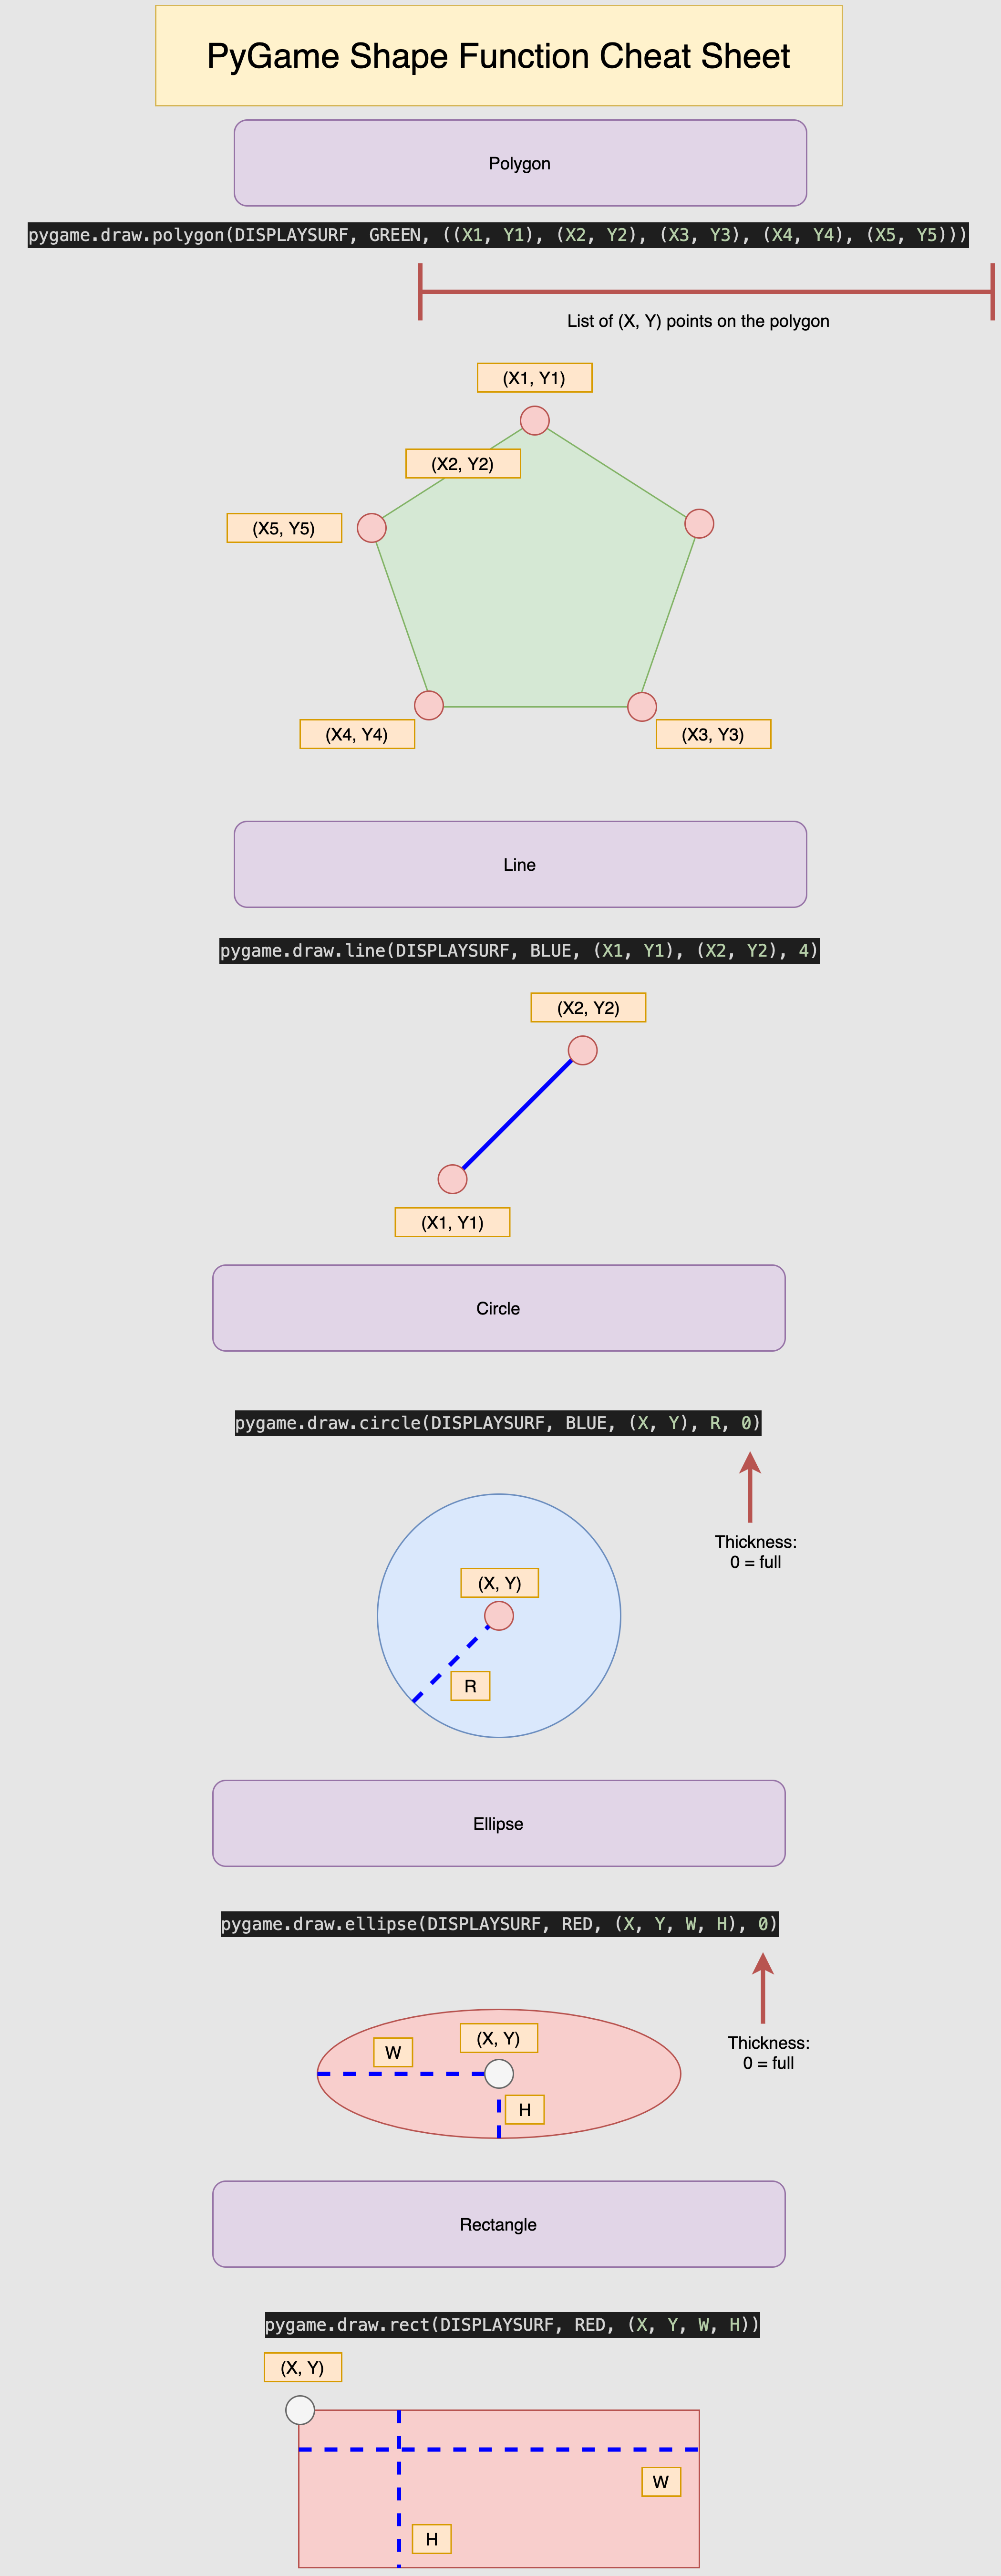 PyGame Shape Function Cheat Sheet
Polygon
pygame.draw.polygon(DISPLAYSURF, GREEN, ((X1, Y1), (X2, Y2), (X3, Y3), (X4, Y4), (X5, Y5)))
List of (X, Y) points on the polygon
(X1, Y1)
(X2, Y2)
(X5, Y5)
(X4, Y4)
(X3, Y3)
Line
pygame.draw.line(DISPLAYSURF, BLUE, (X1, Y1), (X2, Y2), 4)
(X2, Y2)
(X1, Y1)
Circle
pygame.draw.circle(DISPLAYSURF, BLUE, (X, Y), R, 0)
Thickness:
0 = full
(X, Y)
R
Ellipse
pygame.draw.ellipse(DISPLAYSURF, RED, (X, Y, W, H), 0)
Thickness:
0 = full
(X, Y)
W
H
Rectangle
pygame.draw.rect(DISPLAYSURF, RED, (X, Y, W, H))
(X, Y)
W
H